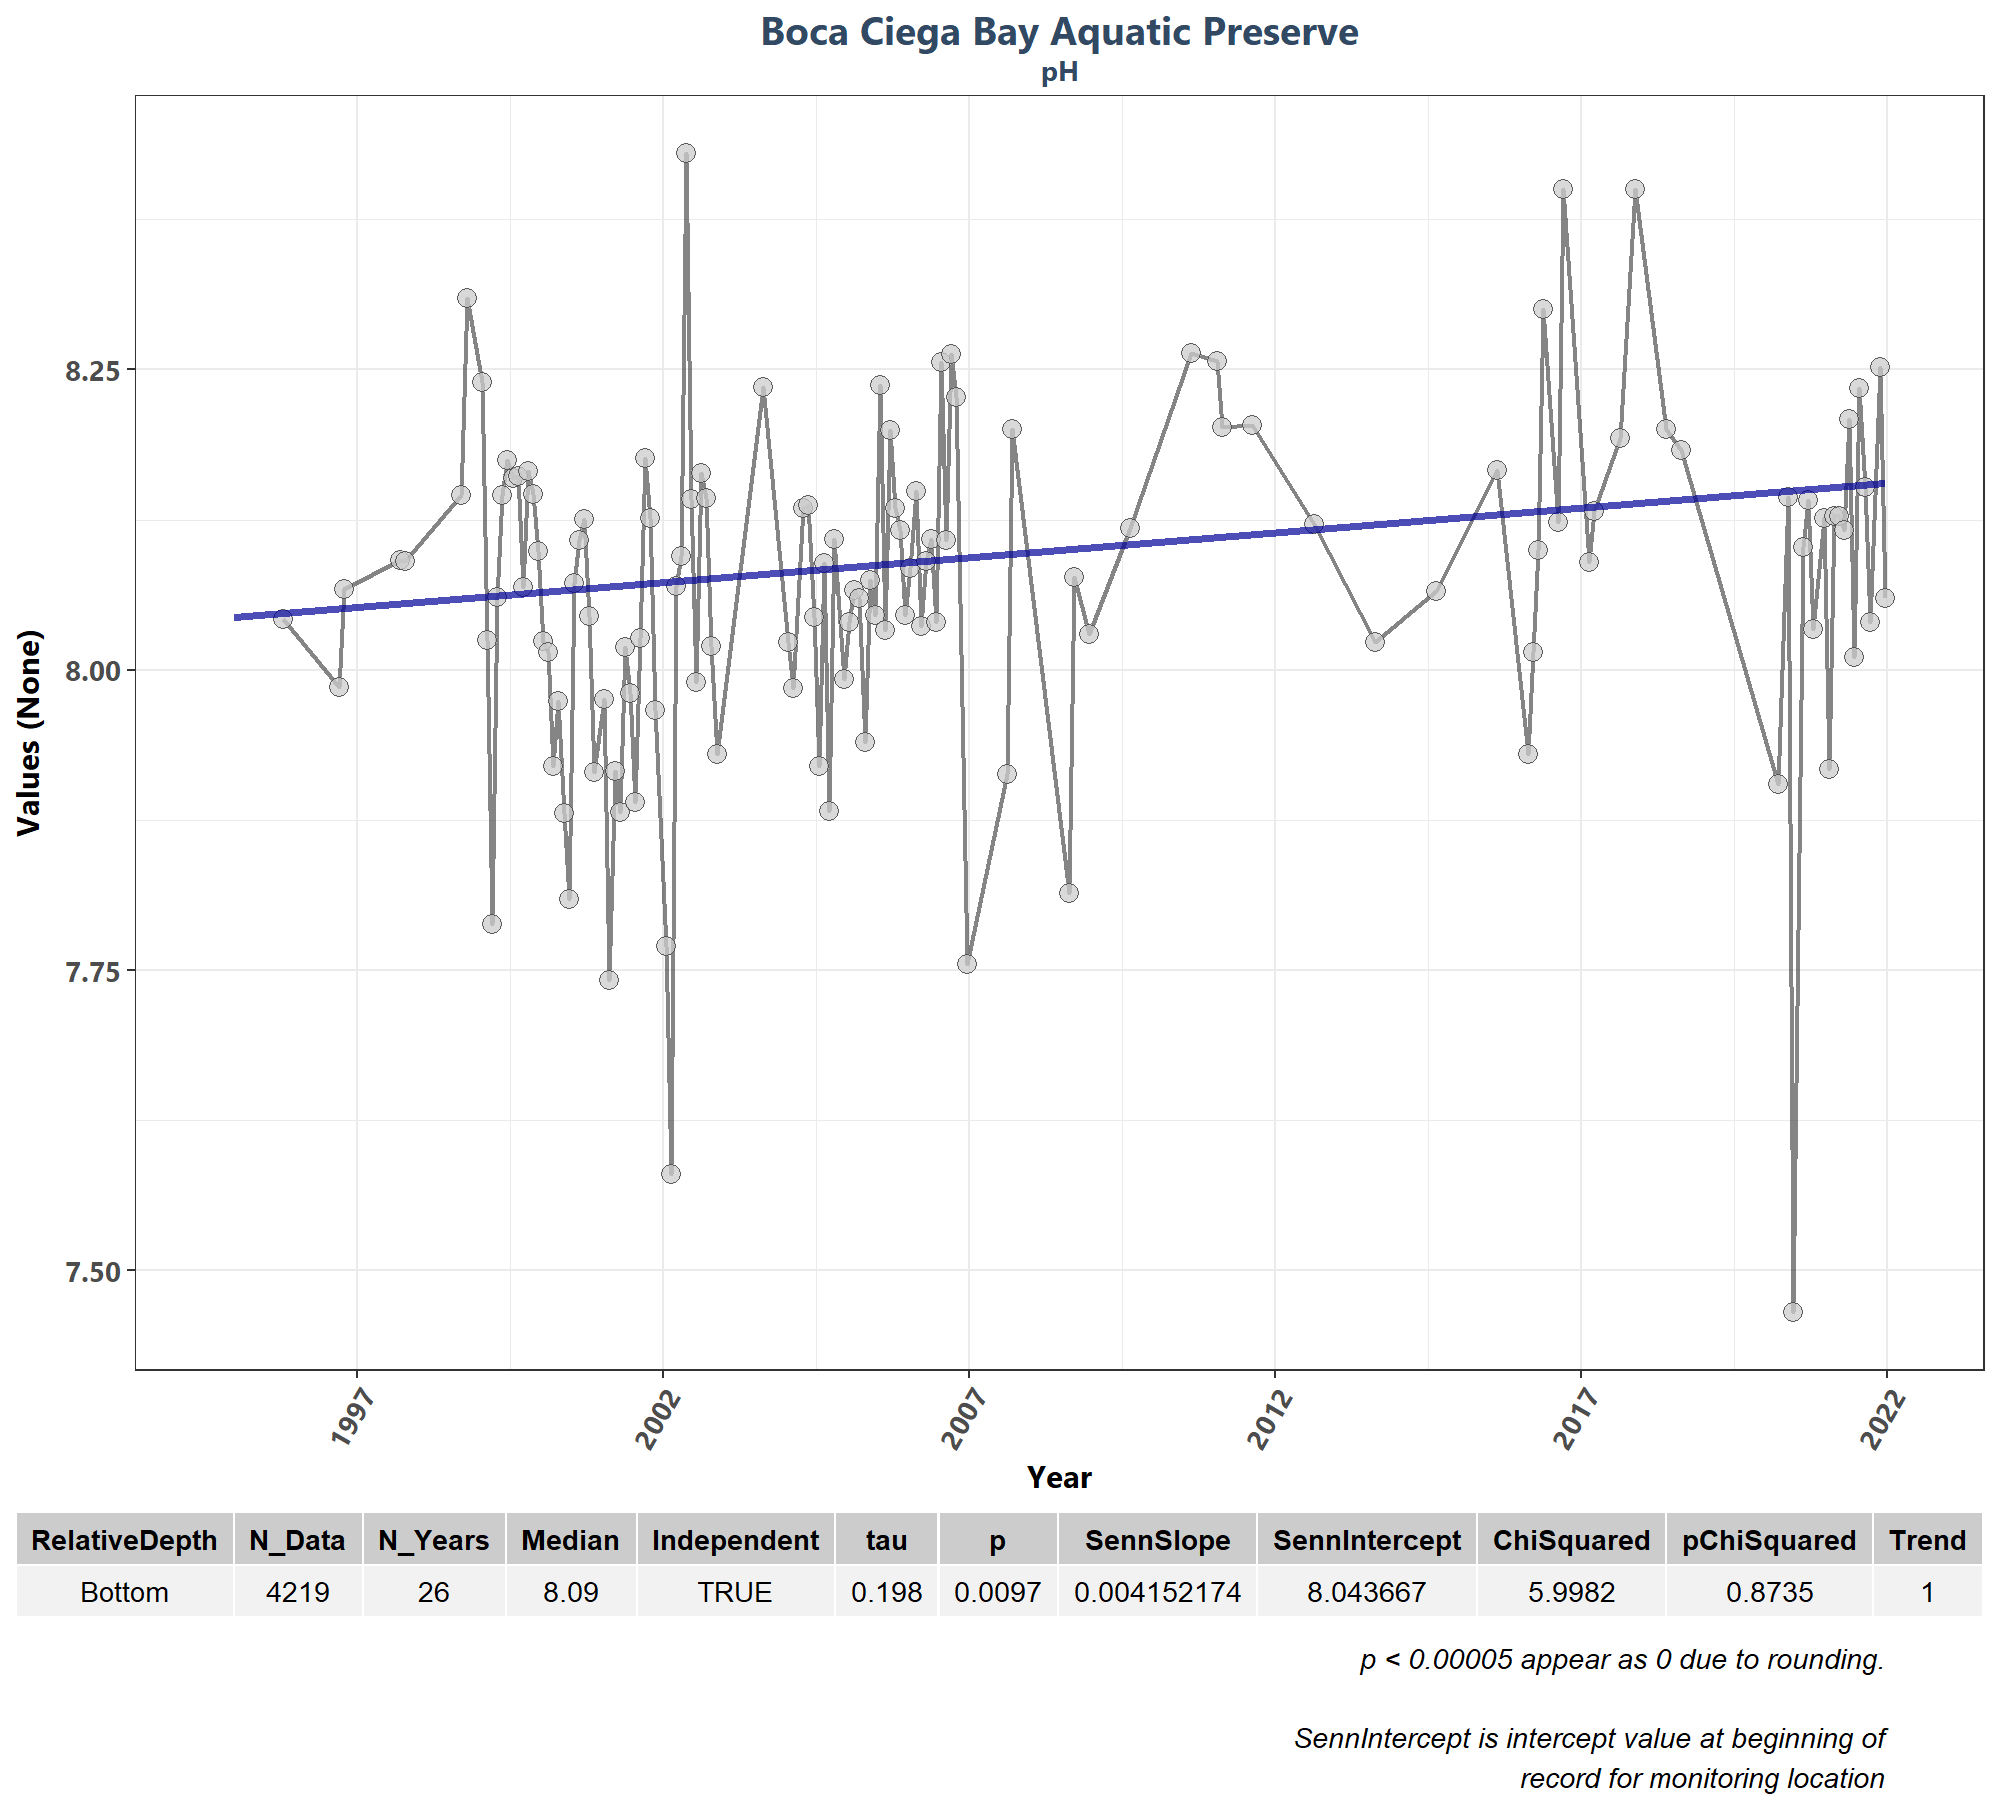 Boca Ciega Bay Aquatic Preserve
pH
Values (None)
8.25
8.00
7.75
7.50
1997 2002 2007 2012 2017 2022
Year
RelativeDepth N_Data N_Years Median Independent tau p SennSlope SennIntercept ChiSquared pChiSquared Trend
Bottom 4219 26 8.09 TRUE 0.198 0.0097 0.004152174 8.043667 5.9982 0.8735 1
p < 0.00005 appear as 0 due to rounding.
SennIntercept is intercept value at beginning of
record for monitoring location